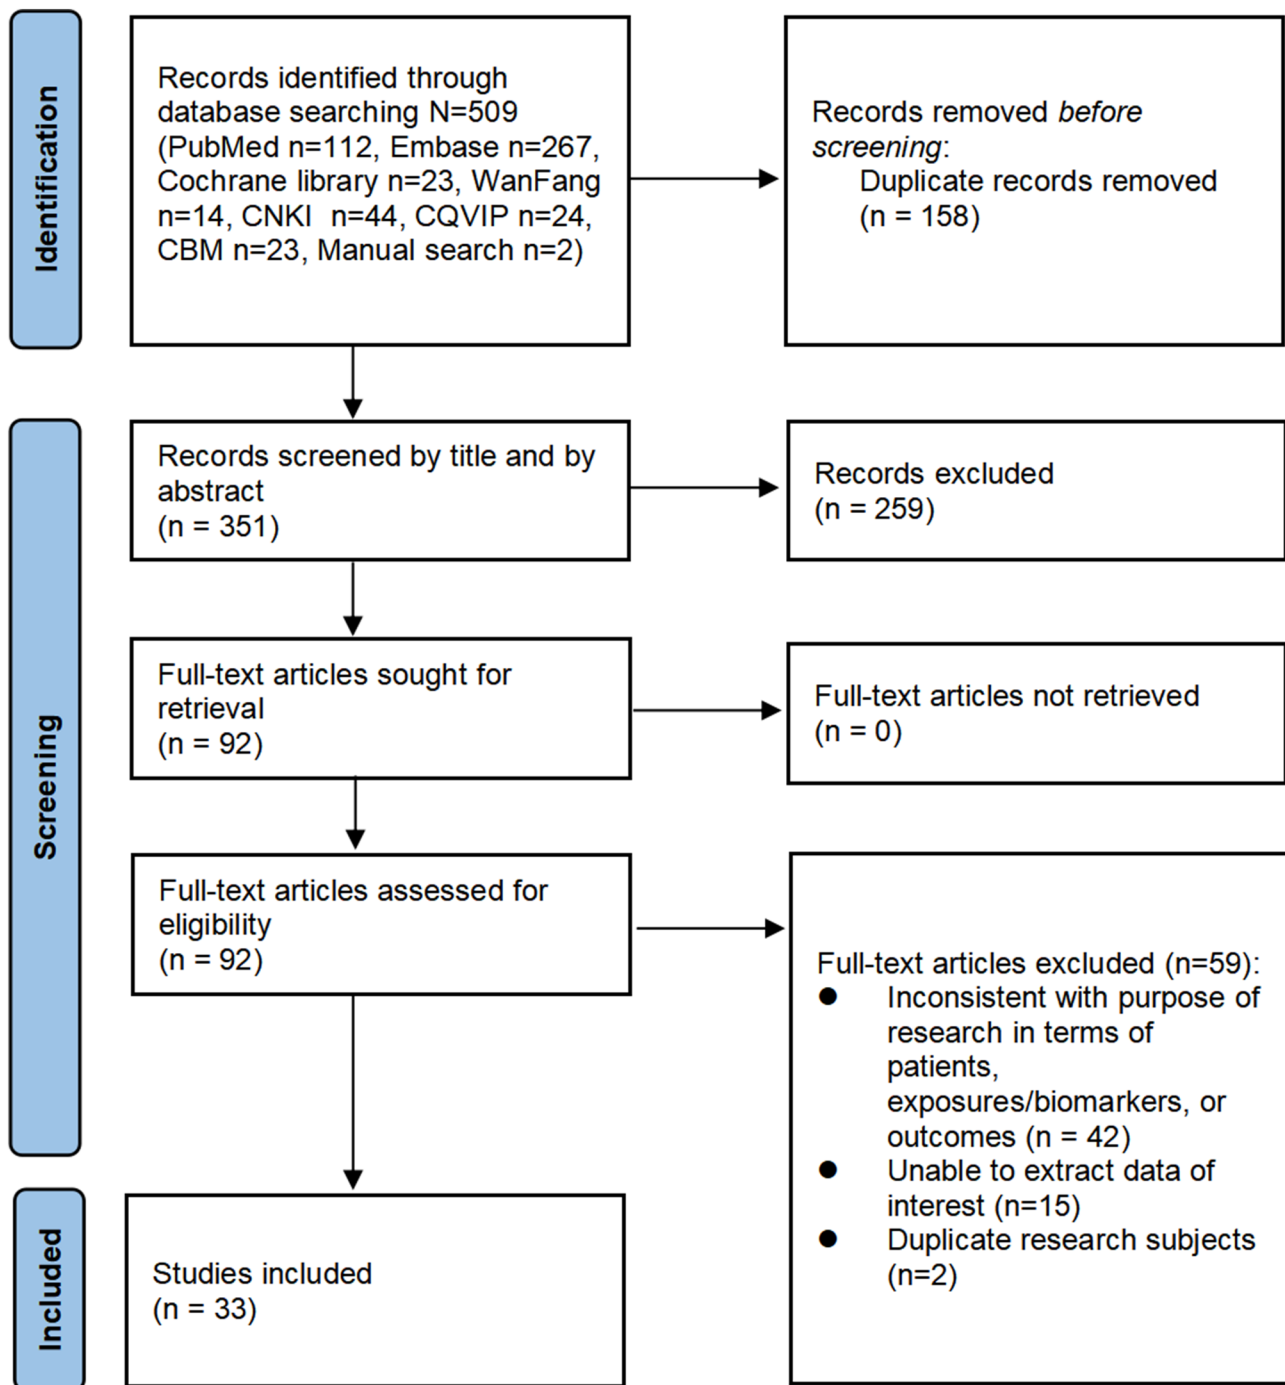 Identification
Records identified through
database searching N=509
(PubMed n=112, Embase n=267,
Cochrane library n=23, WanFang
n=14, CNKI  n=44, CQVIP n=24,
CBM n=23, Manual search n=2)
Records removed before
screening:
Duplicate records removed
(n = 158)
Screening
Records screened by title and by
abstract
(n = 351)
Records excluded
(n = 259)
Full-text articles sought for
retrieval
(n = 92)
Full-text articles not retrieved
(n = 0)
Full-text articles assessed for
eligibility
(n = 92)
Full-text articles excluded (n=59):
● Inconsistent with purpose of
research in terms of
patients,
exposures/biomarkers, or
outcomes (n = 42)
● Unable to extract data of
interest (n=15)
● Duplicate research subjects
(n=2)
Included
Studies included
(n = 33)